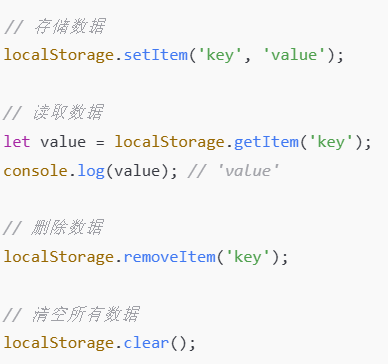 // 存储数据
localStorage.setItem('key', 'value');
// 读取数据
let value = localStorage.getItem('key');
console.log(value); // 'value'
// 删除数据
localStorage.removeItem('key');
// 清空所有数据
localStorage.clear();